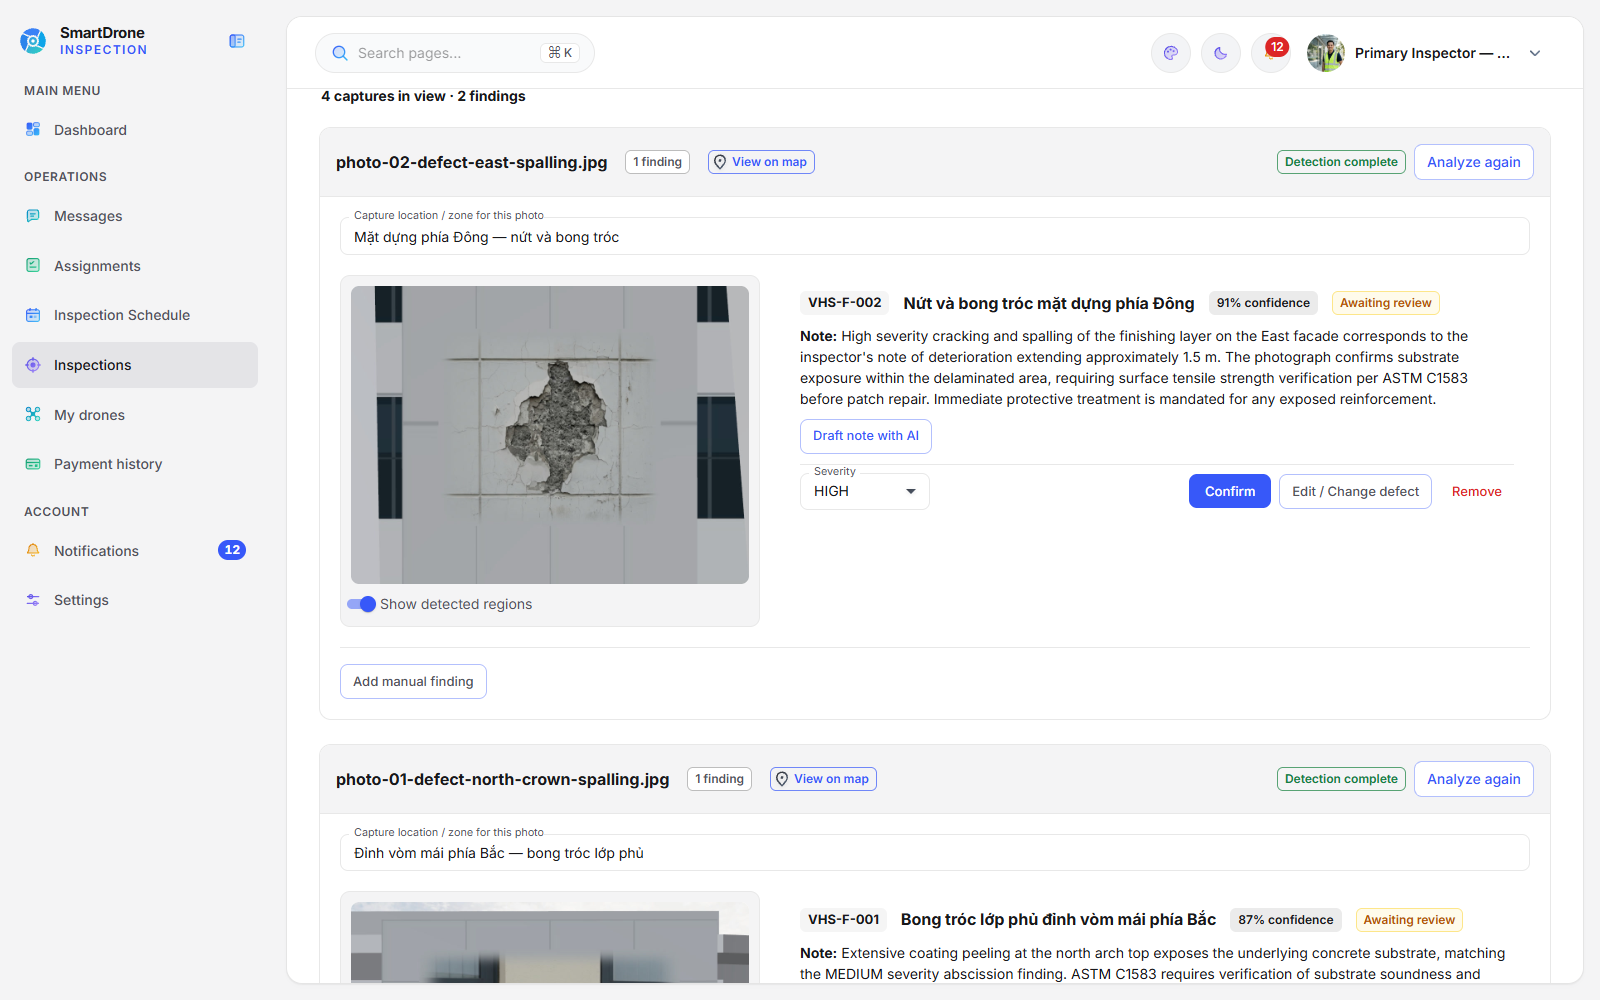 SmartDrone
INSPECTION
MAIN MENU
Dashboard
OPERATIONS
Messages
Assignments
Inspection Schedule
Inspections
My drones
Payment history
ACCOUNT
Notifications
12
Settings
Search pages...
⌘ K
12
Primary Inspector — ...
4 captures in view · 2 findings
photo-02-defect-east-spalling.jpg
1 finding
View on map
Detection complete
Analyze again
Capture location / zone for this photo
Mặt dựng phía Đông — nứt và bong tróc
VHS-F-002
Nứt và bong tróc mặt dựng phía Đông
91% confidence
Awaiting review
Note: High severity cracking and spalling of the finishing layer on the East facade corresponds to the
inspector's note of deterioration extending approximately 1.5 m. The photograph confirms substrate
exposure within the delaminated area, requiring surface tensile strength verification per ASTM C1583
before patch repair. Immediate protective treatment is mandated for any exposed reinforcement.
Draft note with AI
Severity
HIGH
Confirm
Edit / Change defect
Remove
Show detected regions
Add manual finding
photo-01-defect-north-crown-spalling.jpg
1 finding
View on map
Detection complete
Analyze again
Capture location / zone for this photo
Đỉnh vòm mái phía Bắc — bong tróc lớp phủ
VHS-F-001
Bong tróc lớp phủ đỉnh vòm mái phía Bắc
87% confidence
Awaiting review
Note: Extensive coating peeling at the north arch top exposes the underlying concrete substrate, matching
the MEDIUM severity abscission finding. ASTM C1583 requires verification of substrate soundness and